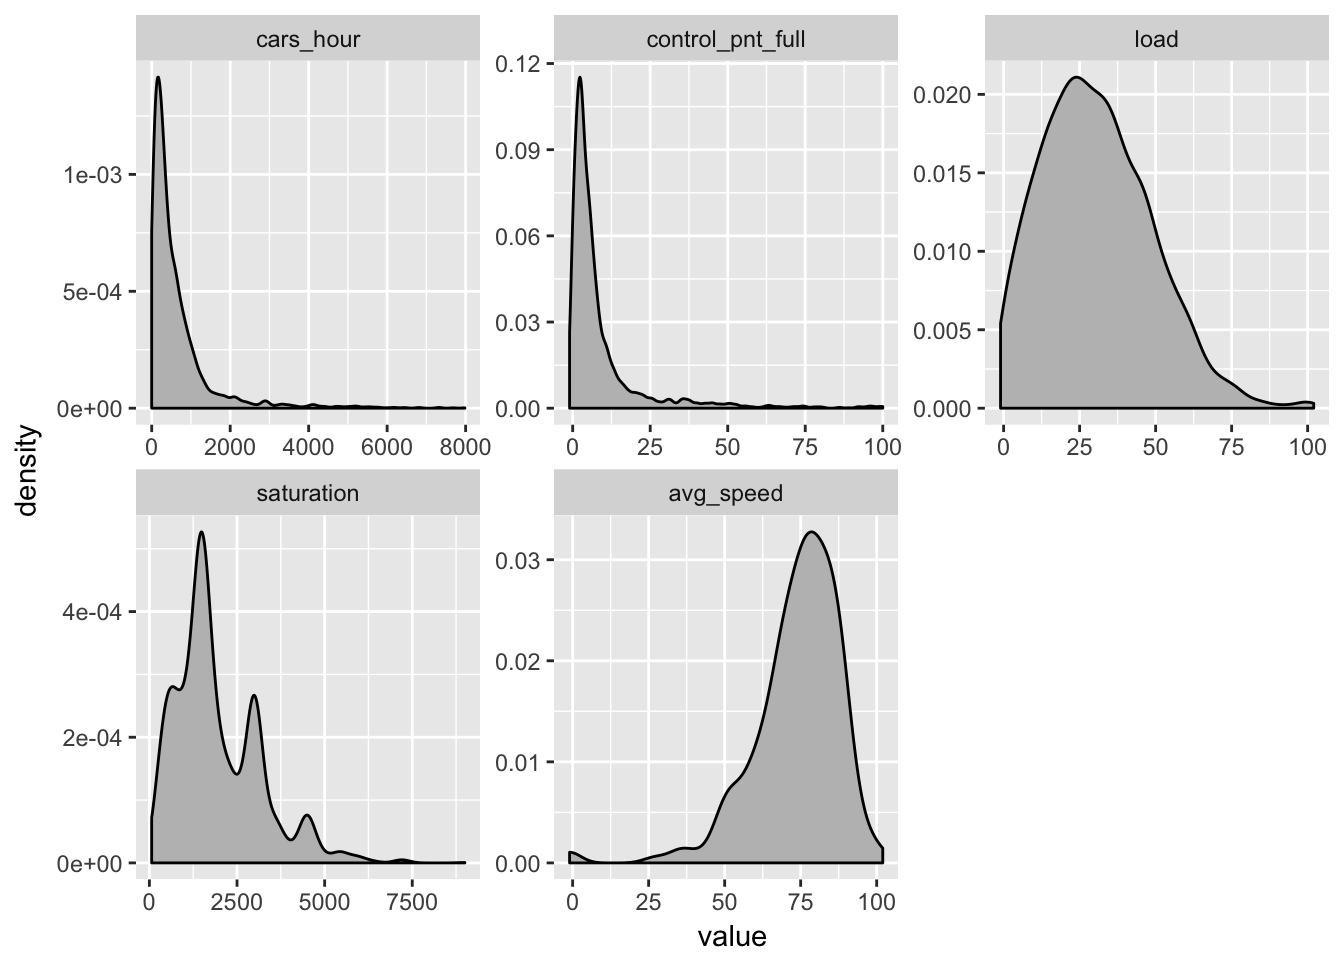 cars_hour
control_pnt_full
load
1e-03
5e-04
0e+00
0 2000 4000 6000 8000
0.12
0.09
0.06
0.03
0.00
0 25 50 75 100
0.020
0.015
0.010
0.005
0.000
0 25 50 75 100
density
saturation
avg_speed
4e-04
2e-04
0e+00
0 2500 5000 7500
0.03
0.02
0.01
0.00
0 25 50 75 100
value